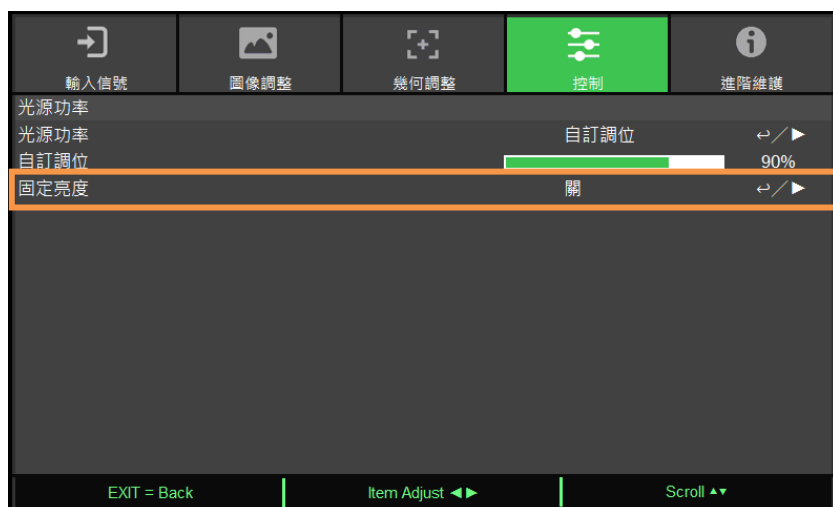 輸入信號 圖像調整 幾何調整 控制 進階維護
光源功率
光源功率 自訂調位 ↵/▶
自訂調位 90%
固定亮度 關 ↵/▶
EXIT = Back Item Adjust ◀▶ Scroll ▲▼